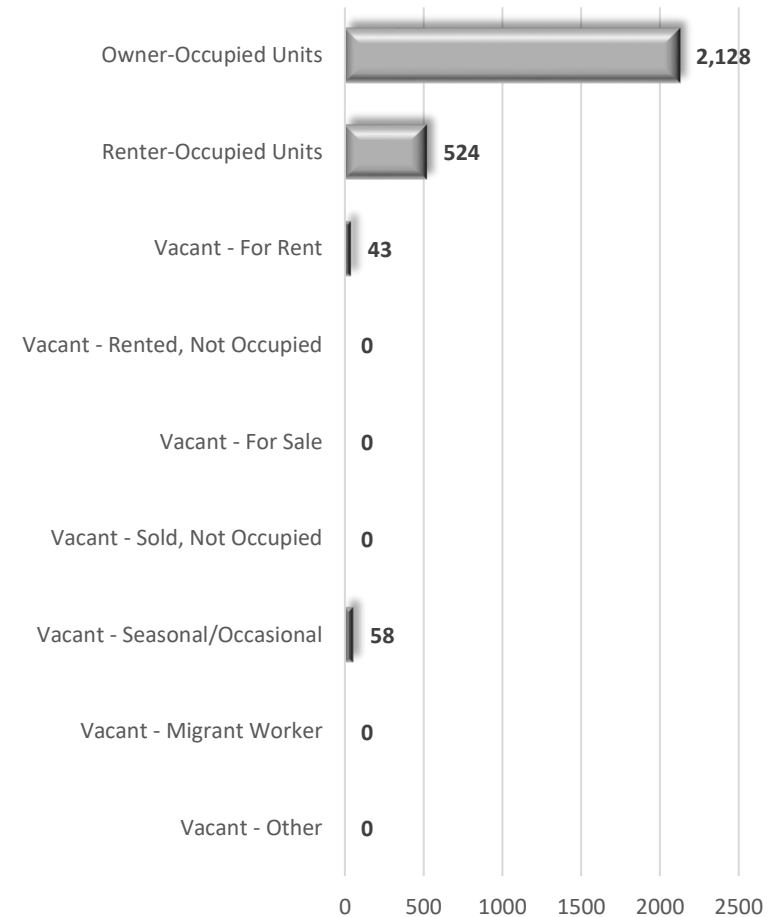 Owner-Occupied Units 2,128
Renter-Occupied Units 524
Vacant - For Rent 43
Vacant - Rented, Not Occupied 0
Vacant - For Sale 0
Vacant - Sold, Not Occupied 0
Vacant - Seasonal/Occasional 58
Vacant - Migrant Worker 0
Vacant - Other 0
0 500 1000 1500 2000 2500